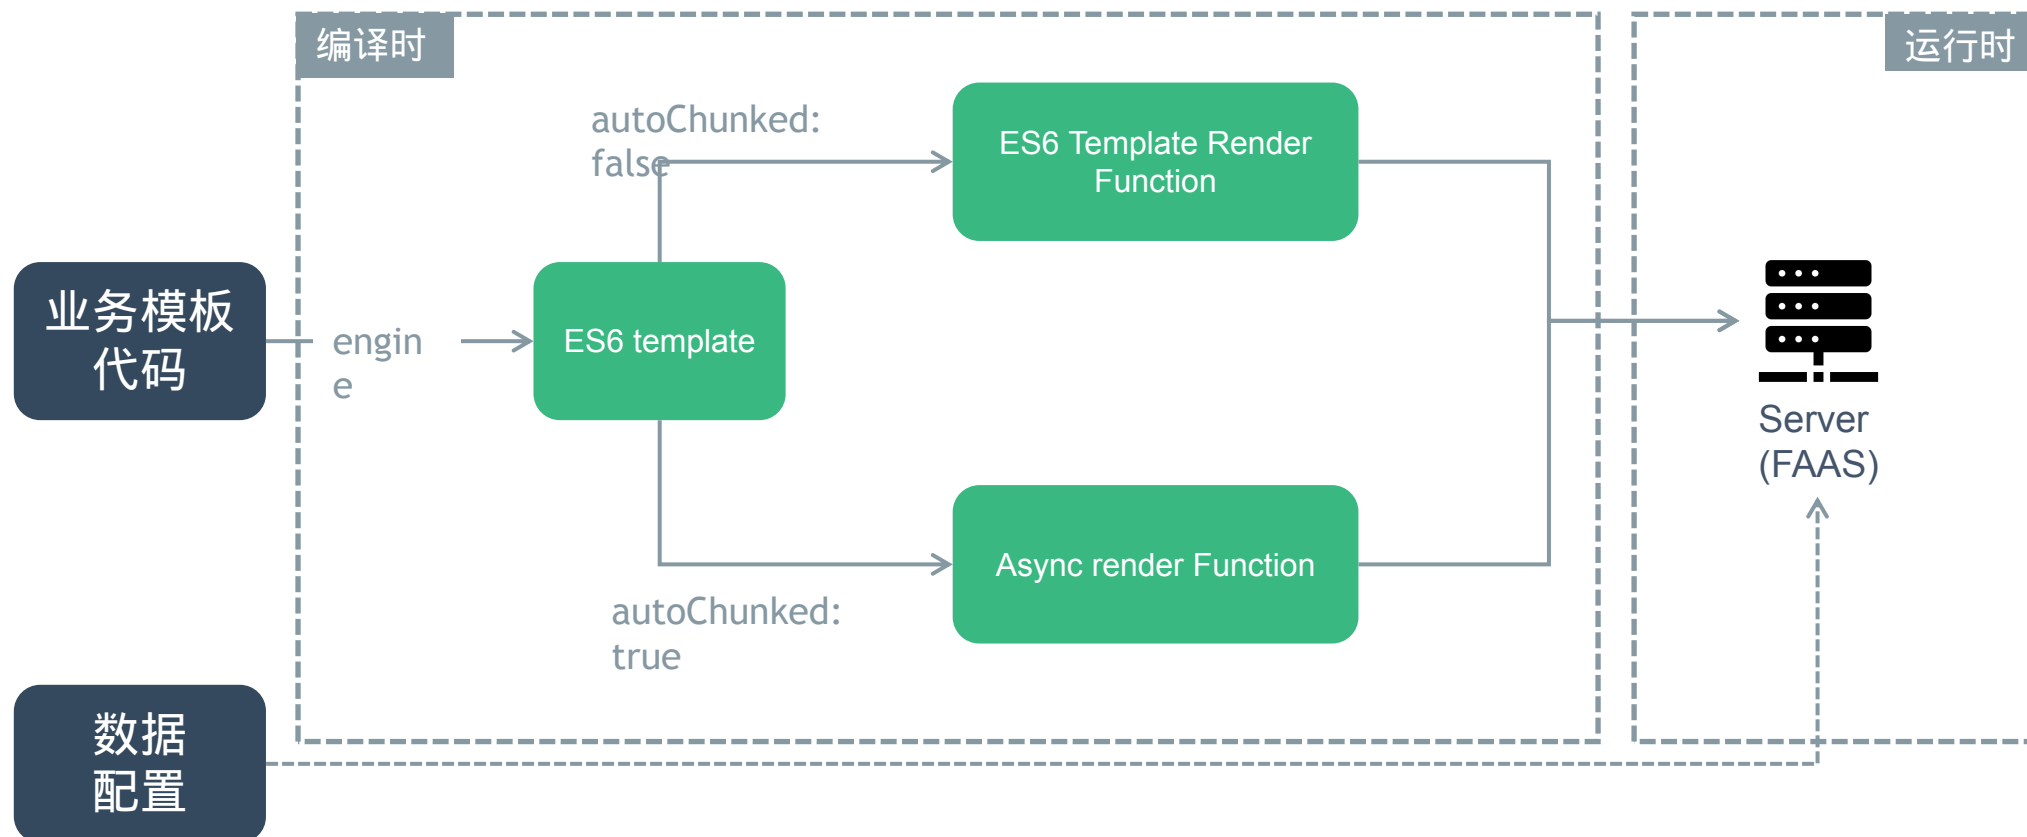 编译时
运行时
autoChunked:
false
ES6 Template Render
Function
业务模板
代码
engin
e
ES6 template
Server
(FAAS)
Async render Function
autoChunked:
true
数据
配置